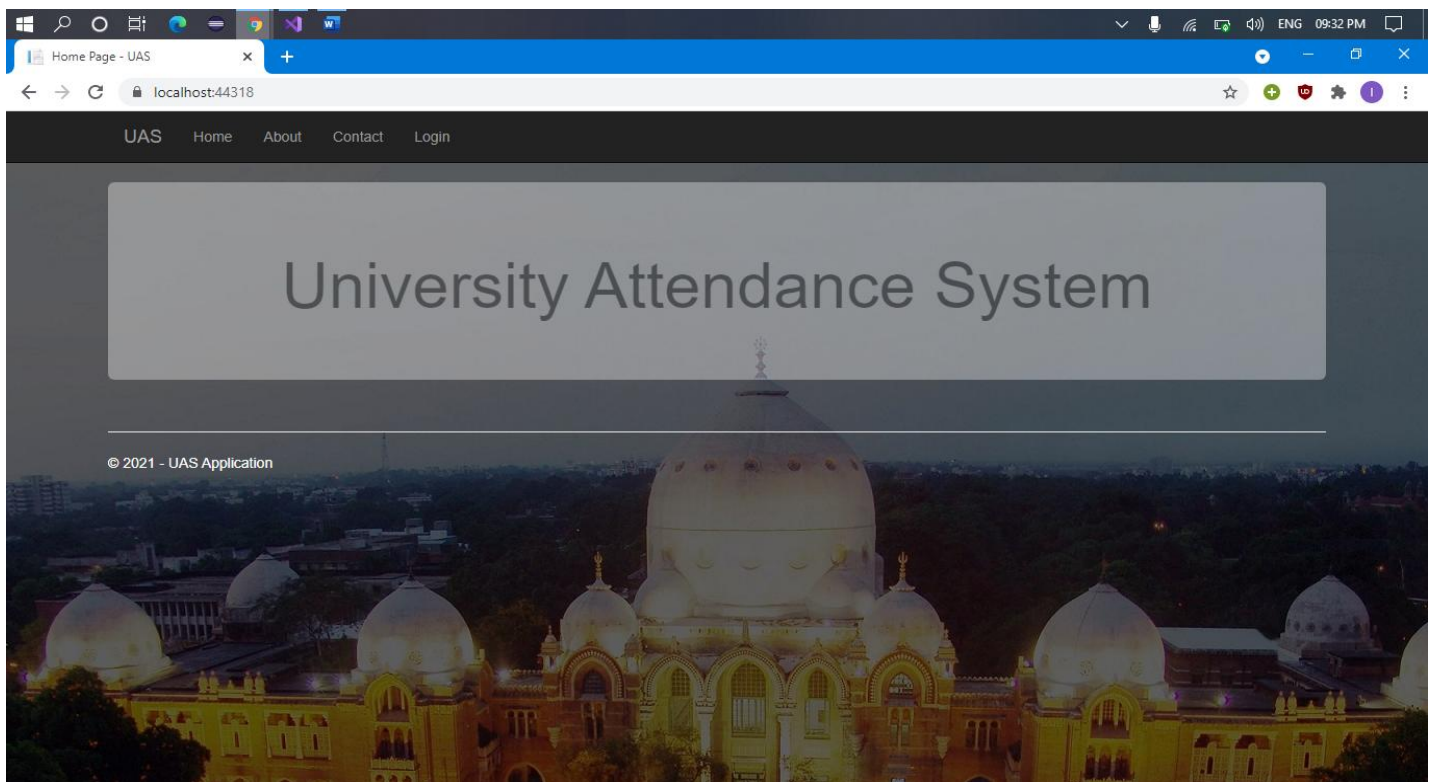 ENG 09:32 PM
Home Page - UAS
localhost:44318
UAS Home About Contact Login
University Attendance System
© 2021 - UAS Application